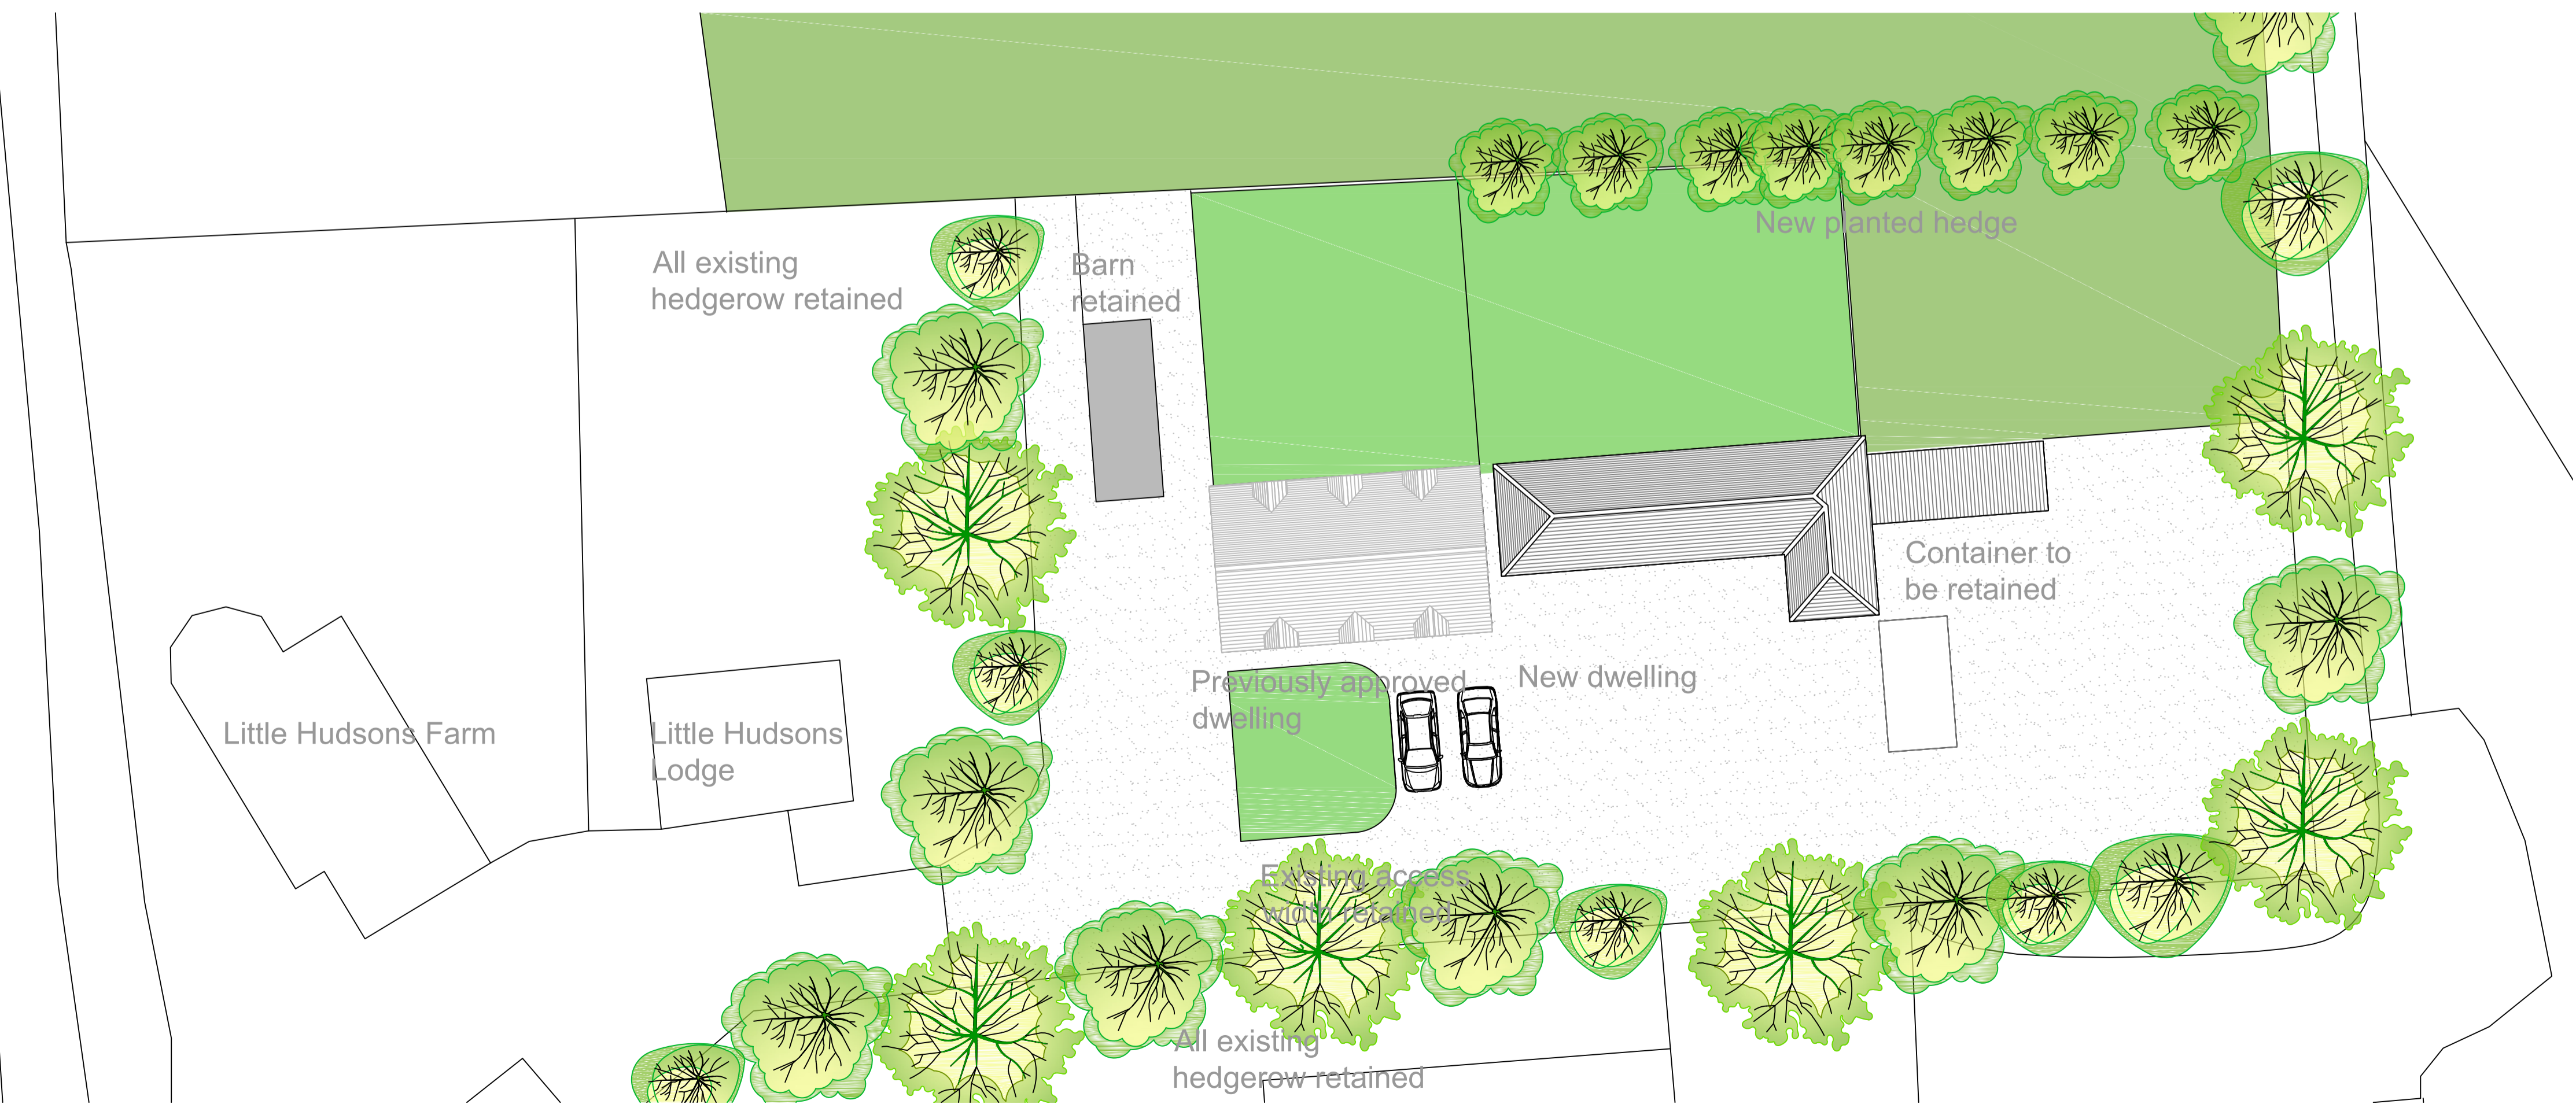 All existing
hedgerow retained
Barn
retained
New planted hedge
Container to
be retained
Previously approved
dwelling
New dwelling
Little Hudsons Farm
Little Hudsons
Lodge
Existing access
width retained
All existing
hedgerow retained